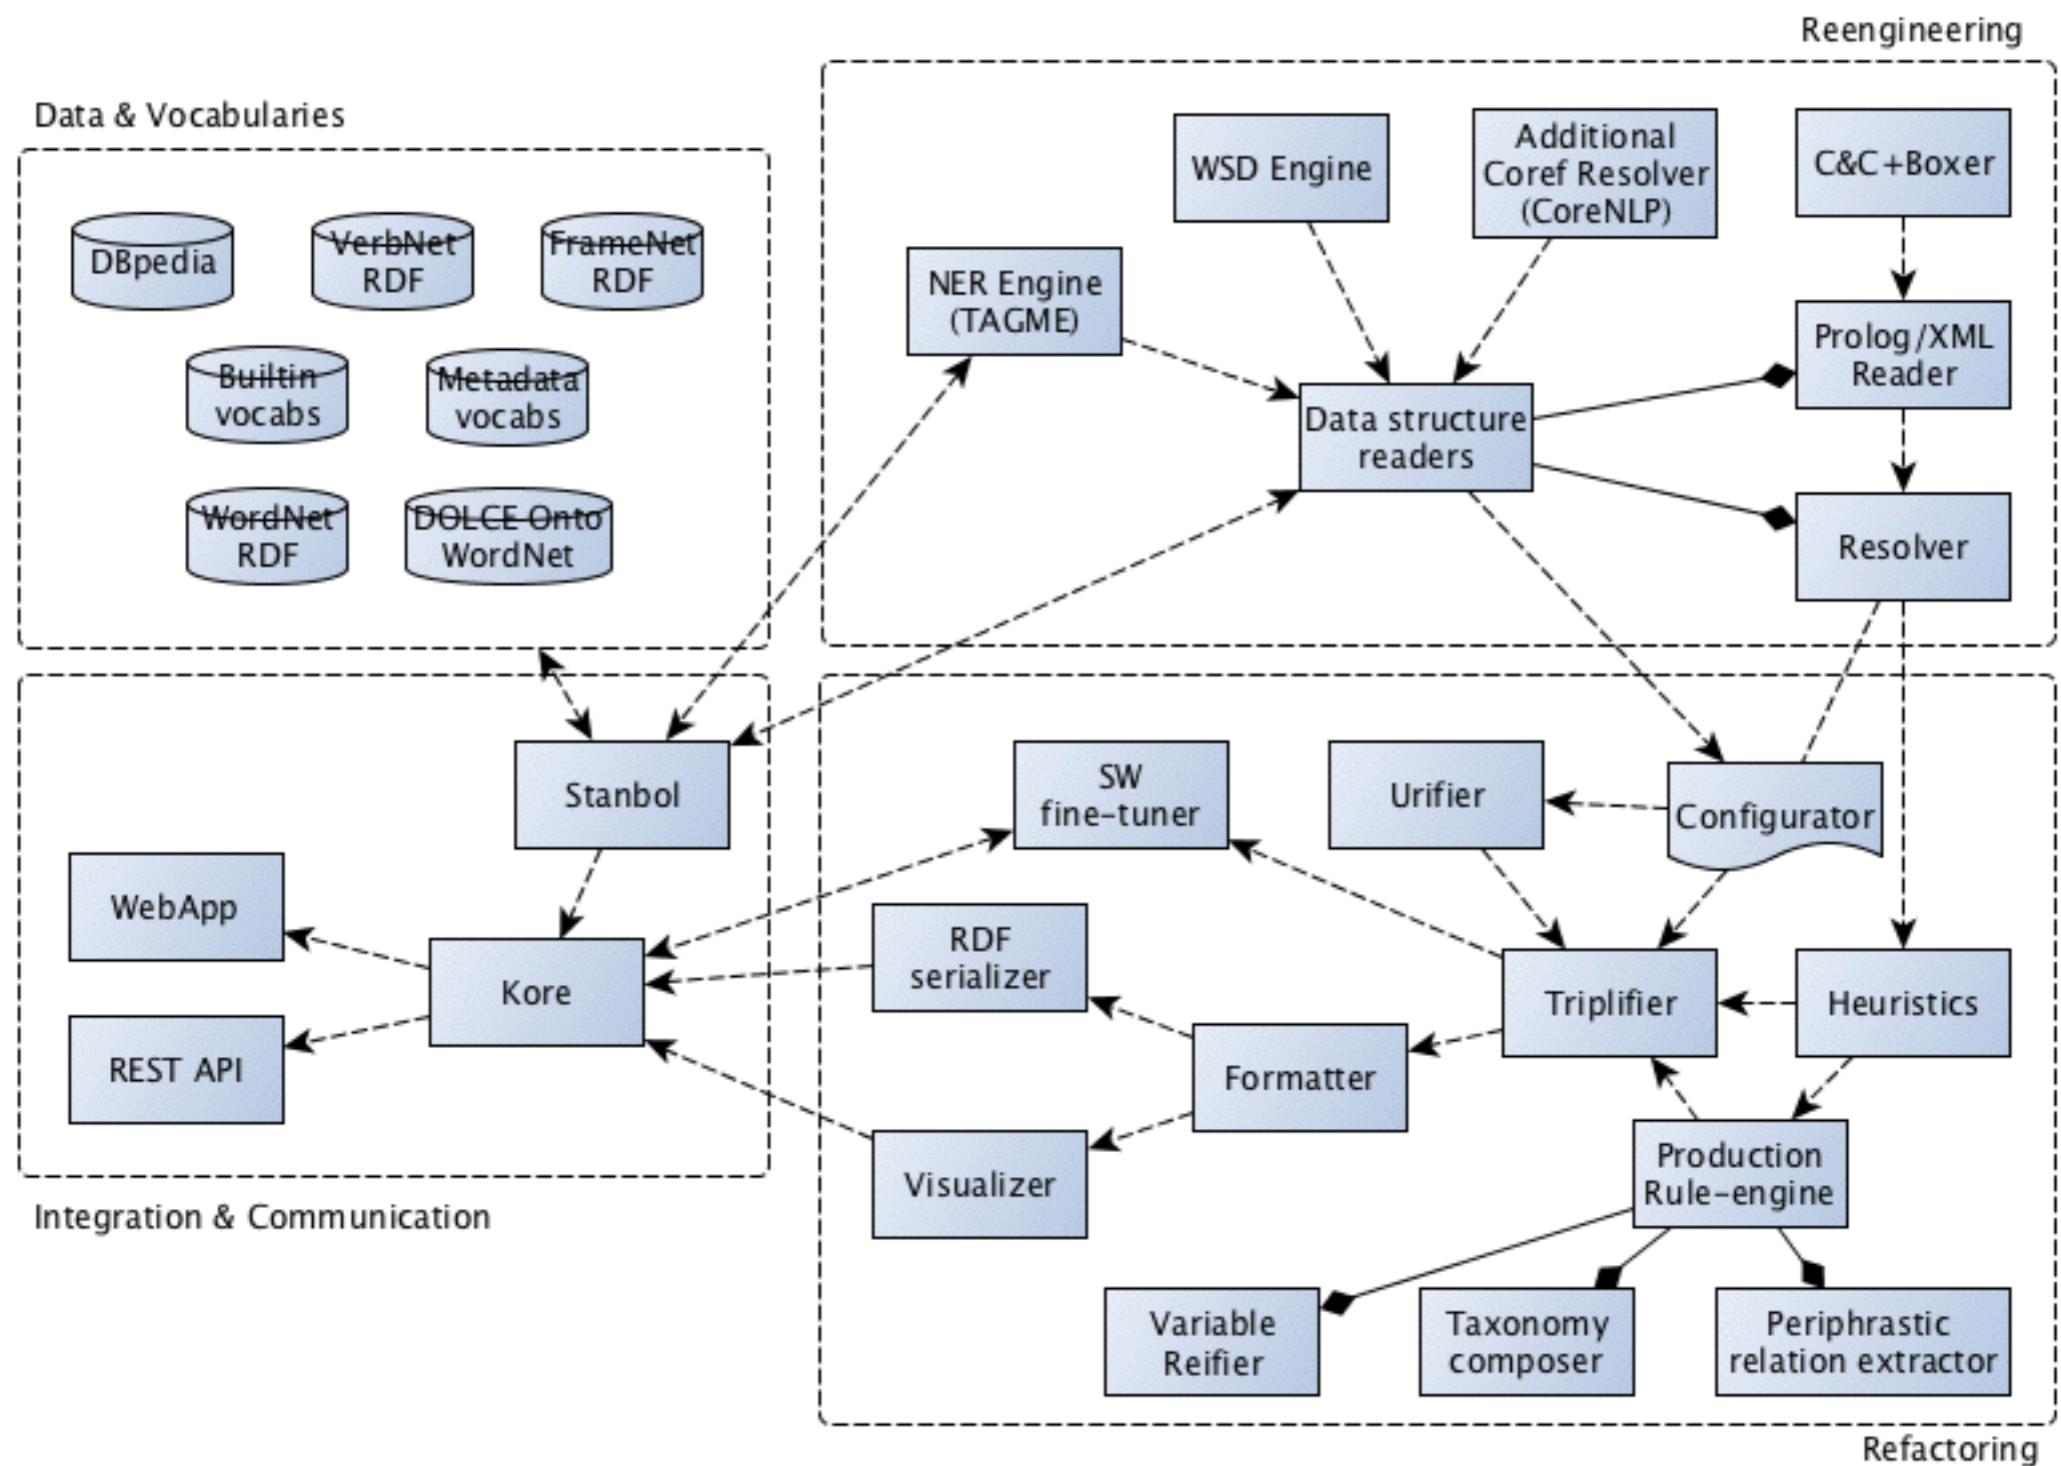 Reengineering
Data & Vocabularies
DBpedia
VerbNet
RDF
FrameNet
RDF
Builtin
vocabs
Metadata
vocabs
WordNet
RDF
DOLCE Onto
WordNet
WSD Engine
Additional
Coref Resolver
(CoreNLP)
C&C+Boxer
NER Engine
(TAGME)
Prolog/XML
Reader
Data structure
readers
Resolver
Stanbol
WebApp
Kore
REST API
Integration & Communication
SW
fine-tuner
Urifier
Configurator
RDF
serializer
Triplifier
Heuristics
Formatter
Visualizer
Production
Rule-engine
Variable
Reifier
Taxonomy
composer
Periphrastic
relation extractor
Refactoring